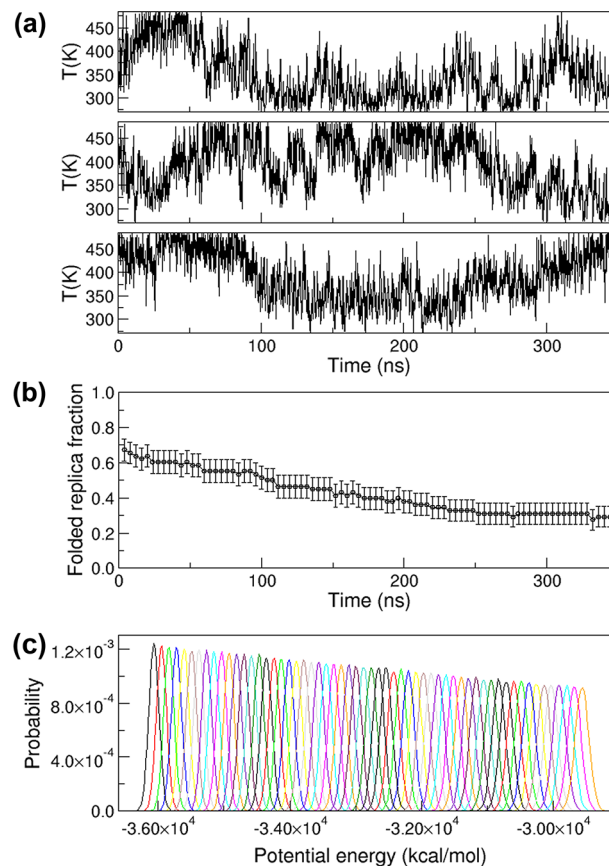 (a)
T(K)
450
400
350
300
T(K)
450
400
350
300
T(K)
450
400
350
300
0 100 200 300
Time (ns)
(b)
Folded replica fraction
1.0
0.8
0.6
0.4
0.2
0.0
0 100 200 300
Time (ns)
(c)
Probability
1.2×10⁻³
8.0×10⁻⁴
4.0×10⁻⁴
0.0
-3.60×10⁴ -3.40×10⁴ -3.20×10⁴ -3.00×10⁴
Potential energy (kcal/mol)